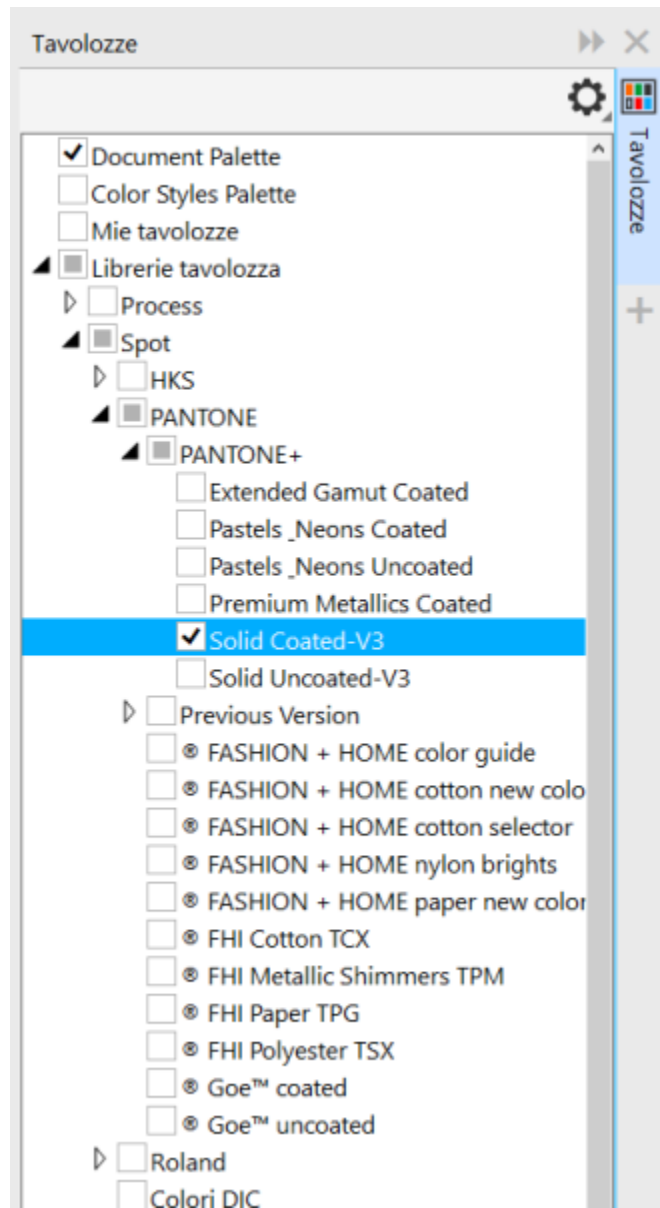 Tavolozze
Tavolozze
Document Palette
Color Styles Palette
Mie tavolozze
Librerie tavolozza
Process
Spot
HKS
PANTONE
PANTONE+
Extended Gamut Coated
Pastels _Neons Coated
Pastels _Neons Uncoated
Premium Metallics Coated
Solid Coated-V3
Solid Uncoated-V3
Previous Version
® FASHION + HOME color guide
® FASHION + HOME cotton new colo
® FASHION + HOME cotton selector
® FASHION + HOME nylon brights
® FASHION + HOME paper new color
® FHI Cotton TCX
® FHI Metallic Shimmers TPM
® FHI Paper TPG
® FHI Polyester TSX
® Goe™ coated
® Goe™ uncoated
Roland
Colori DIC